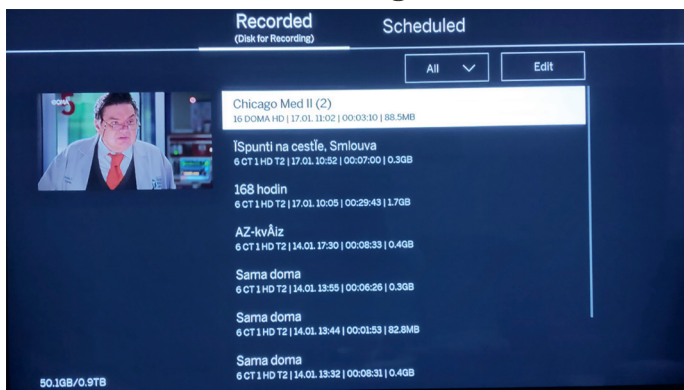 Recorded
(Disk for Recording)
Scheduled
All
Edit
DOMA
5
Chicago Med II (2)
16 DOMA HD | 17.01. 11:02 | 00:03:10 | 88.5MB
ÏSpunti na cestÏe, Smlouva
6 CT 1 HD T2 | 17.01. 10:52 | 00:07:00 | 0.3GB
168 hodin
6 CT 1 HD T2 | 17.01. 10:05 | 00:29:43 | 1.7GB
AZ-kvÂiz
6 CT 1 HD T2 | 14.01. 17:30 | 00:08:33 | 0.4GB
Sama doma
6 CT 1 HD T2 | 14.01. 13:55 | 00:06:26 | 0.3GB
Sama doma
6 CT 1 HD T2 | 14.01. 13:44 | 00:01:53 | 82.8MB
Sama doma
6 CT 1 HD T2 | 14.01. 13:32 | 00:08:31 | 0.4GB
50.1GB/0.9TB